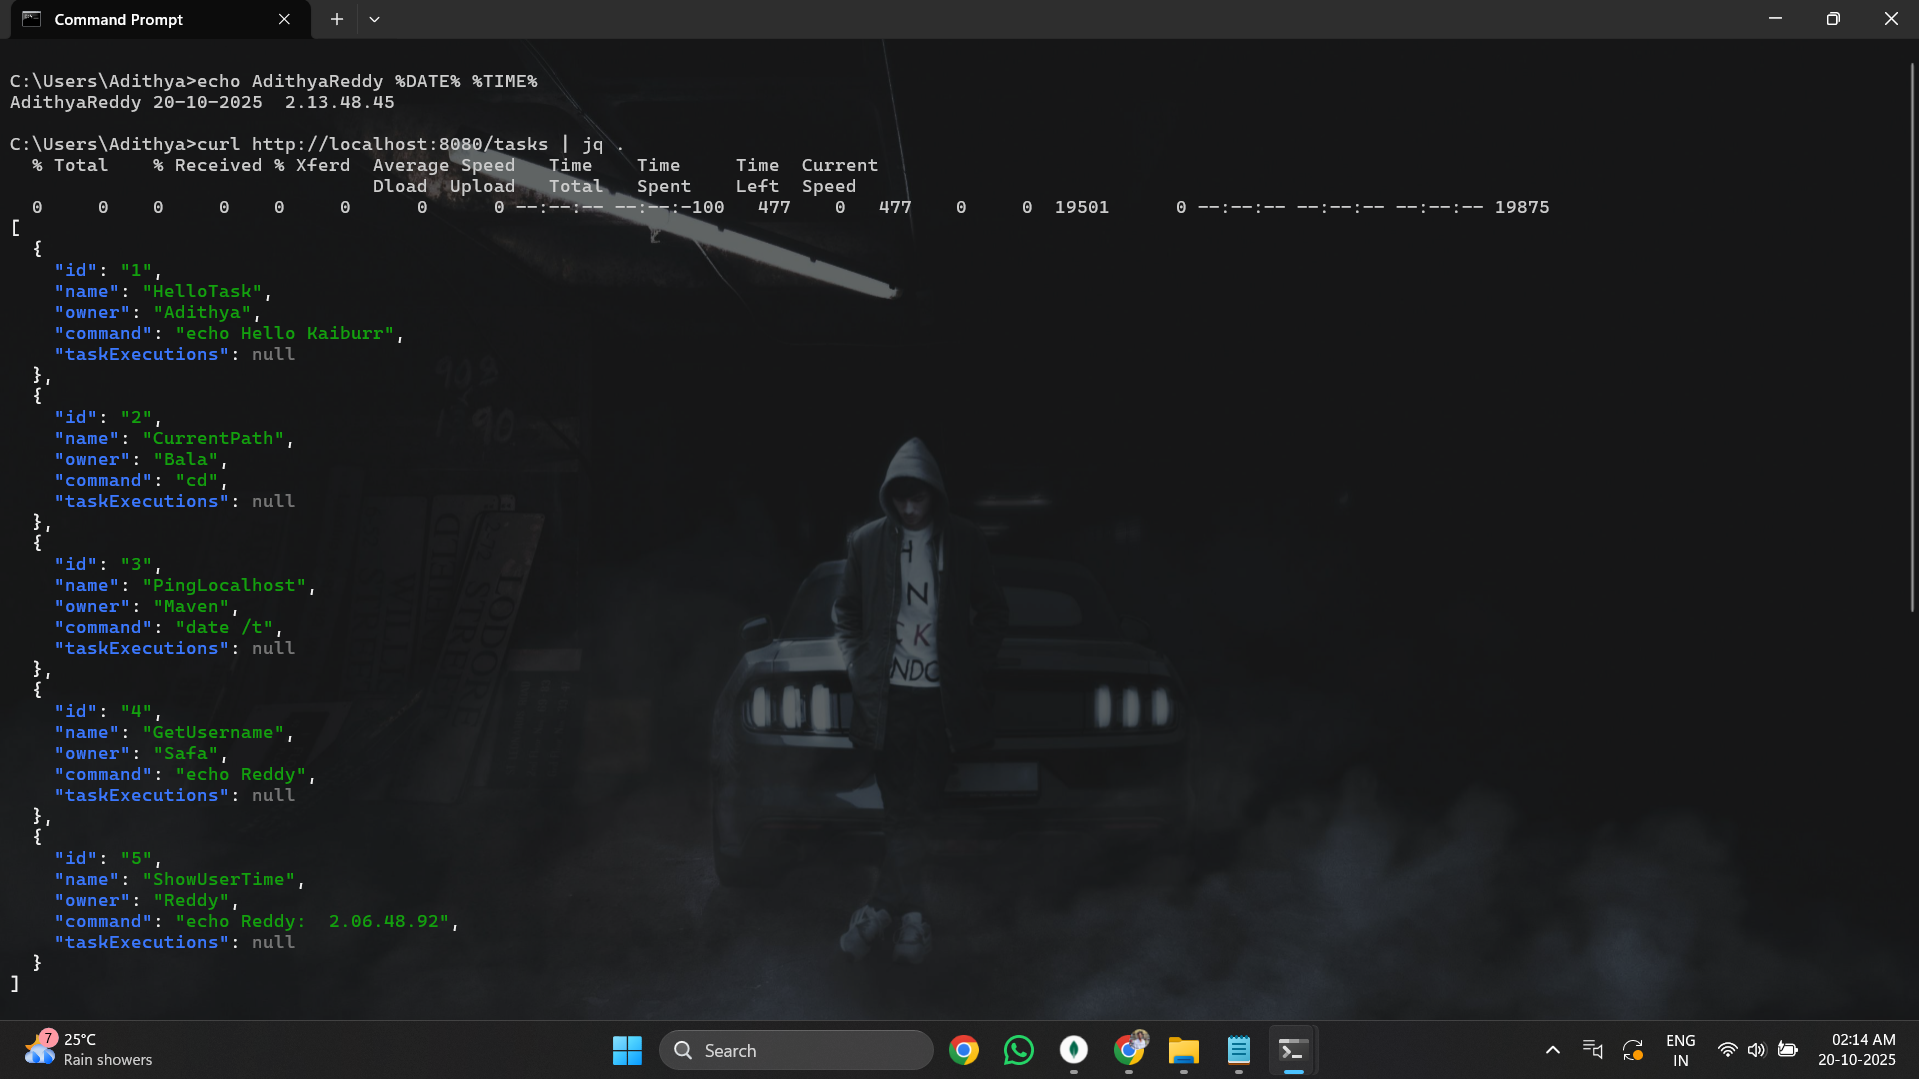 Command Prompt
C:\Users\Adithya>echo AdithyaReddy %DATE% %TIME%
AdithyaReddy 20-10-2025  2.13.48.45
C:\Users\Adithya>curl http://localhost:8080/tasks | jq .
  % Total    % Received % Xferd  Average Speed   Time    Time     Time  Current
                                 Dload  Upload   Total   Spent    Left  Speed
  0     0    0     0    0     0      0      0 --:--:-- --:--:-100   477    0   477    0     0  19501      0 --:--:-- --:--:-- --:--:-- 19875
[
  {
    "id": "1",
    "name": "HelloTask",
    "owner": "Adithya",
    "command": "echo Hello Kaiburr",
    "taskExecutions": null
  },
  {
    "id": "2",
    "name": "CurrentPath",
    "owner": "Bala",
    "command": "cd",
    "taskExecutions": null
  },
  {
    "id": "3",
    "name": "PingLocalhost",
    "owner": "Maven",
    "command": "date /t",
    "taskExecutions": null
  },
  {
    "id": "4",
    "name": "GetUsername",
    "owner": "Safa",
    "command": "echo Reddy",
    "taskExecutions": null
  },
  {
    "id": "5",
    "name": "ShowUserTime",
    "owner": "Reddy",
    "command": "echo Reddy:  2.06.48.92",
    "taskExecutions": null
  }
]
7
25°C
Rain showers
Search
ENG
IN
02:14 AM
20-10-2025